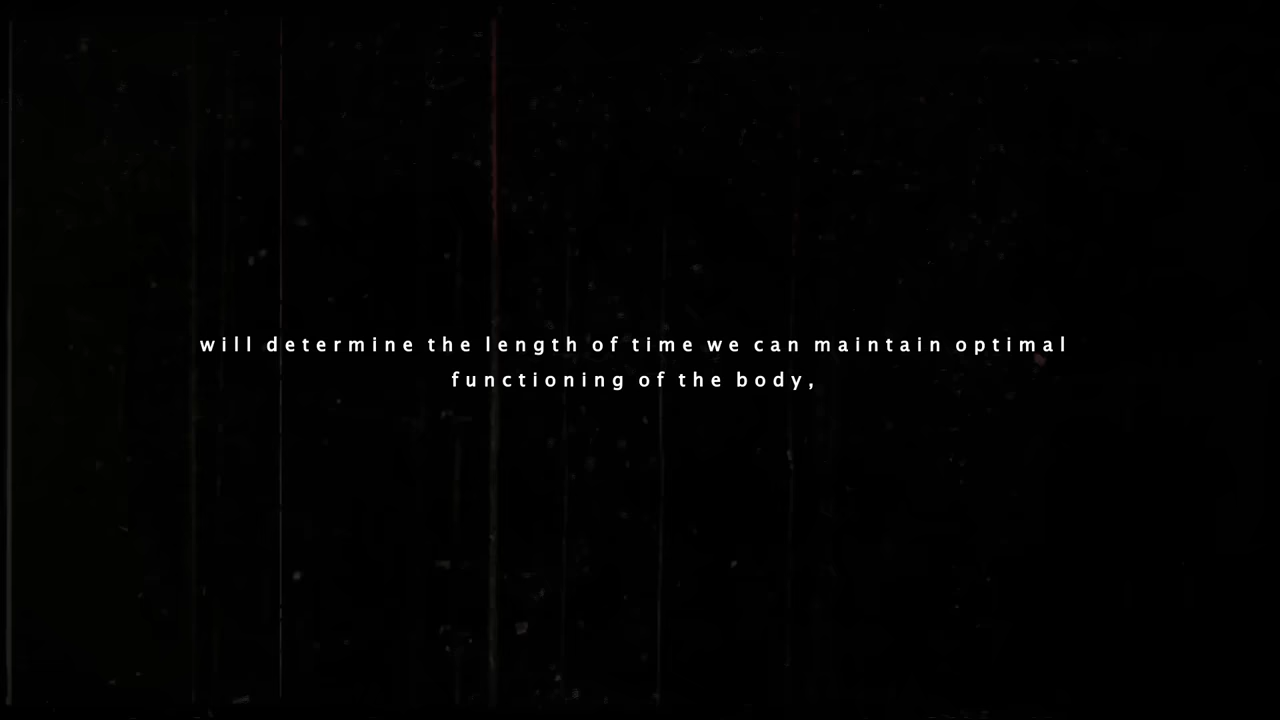 will determine the length of time we can maintain optimal
functioning of the body,